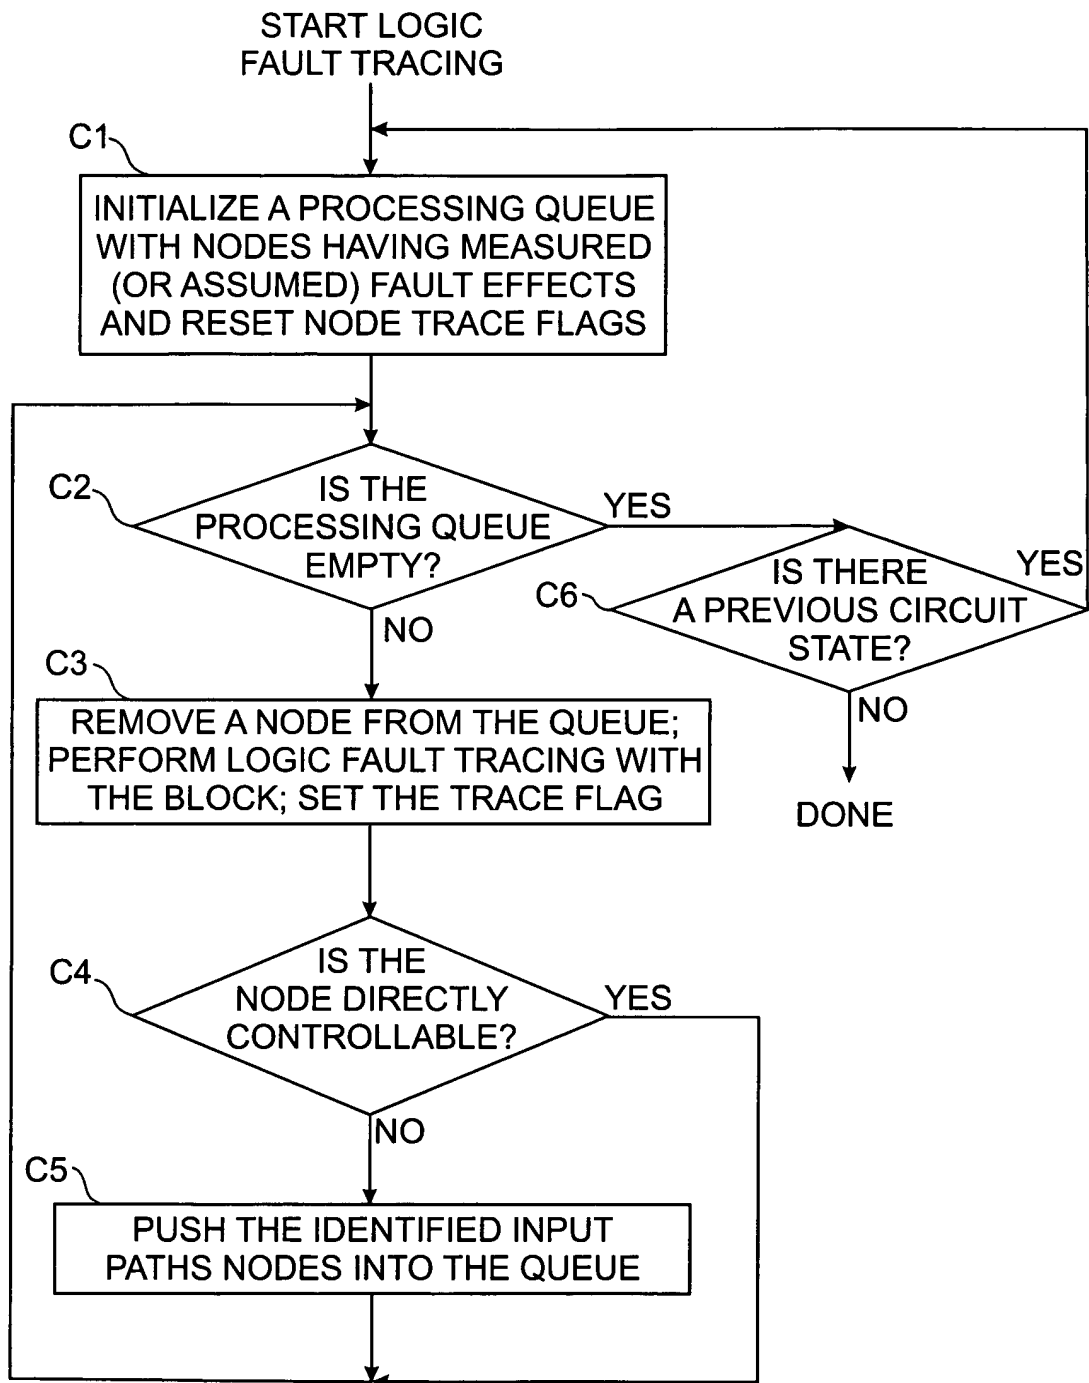 START LOGIC
FAULT TRACING
C1
INITIALIZE A PROCESSING QUEUE
WITH NODES HAVING MEASURED
(OR ASSUMED) FAULT EFFECTS
AND RESET NODE TRACE FLAGS
C2
IS THE
PROCESSING QUEUE
EMPTY?
YES
NO
C6
IS THERE
A PREVIOUS CIRCUIT
STATE?
YES
NO
DONE
C3
REMOVE A NODE FROM THE QUEUE;
PERFORM LOGIC FAULT TRACING WITH
THE BLOCK; SET THE TRACE FLAG
C4
IS THE
NODE DIRECTLY
CONTROLLABLE?
YES
NO
C5
PUSH THE IDENTIFIED INPUT
PATHS NODES INTO THE QUEUE